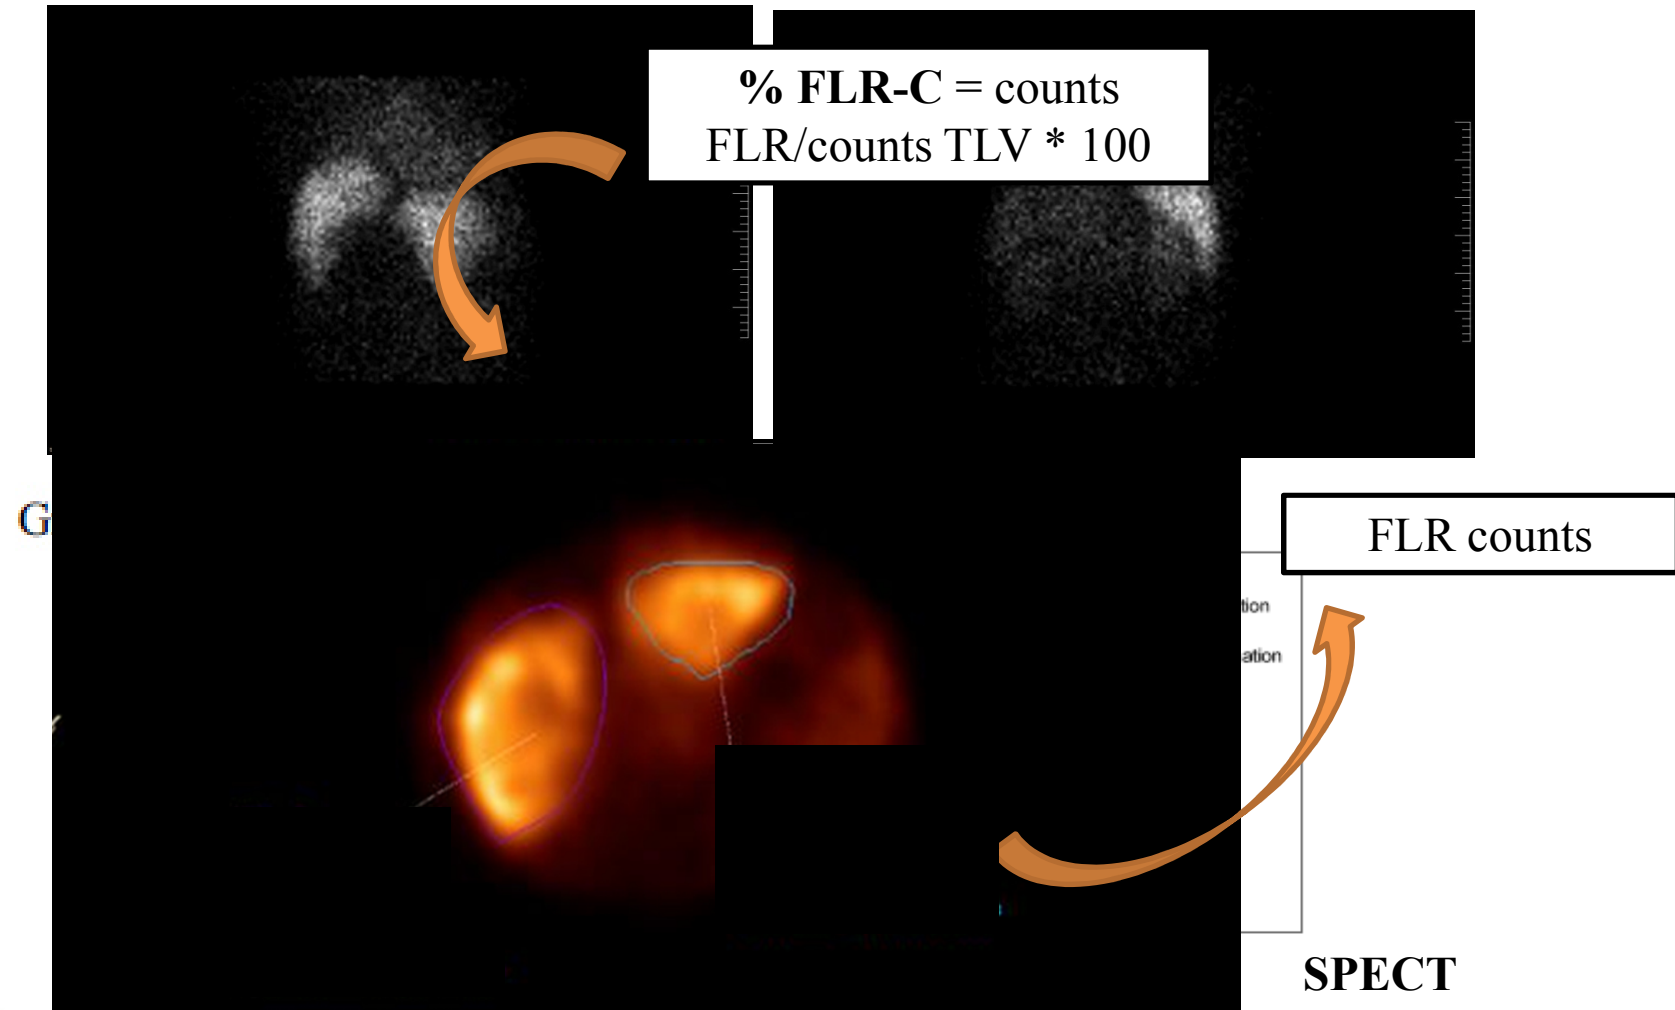 % FLR-C = counts
FLR/counts TLV * 100
G
FLR counts
tion
ation
SPECT